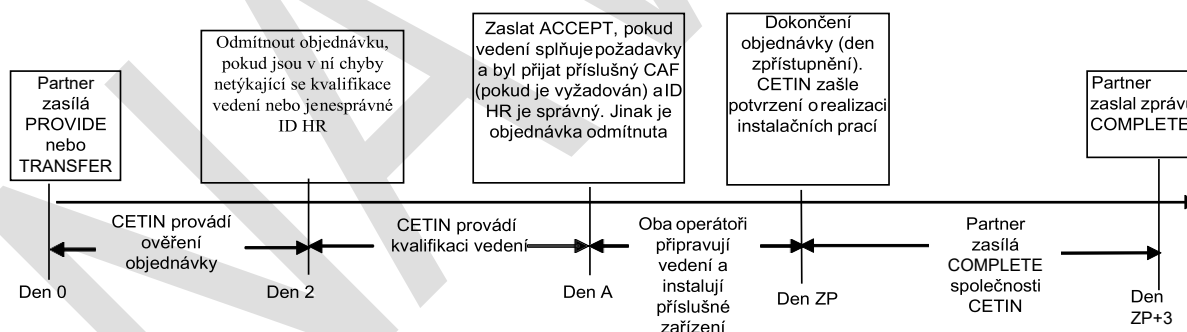 Partner
zasílá
PROVIDE
nebo
TRANSFER
Odmítnout objednávku,
pokud jsou v ní chyby
netýkající se kvalifikace
vedení nebo jenesprávné
ID HR
Zaslat ACCEPT, pokud
vedení splňuje požadavky
a byl přijat příslušný CAF
(pokud je vyžadován) a ID
HR je správný. Jinak je
objednávka odmítnuta
Dokončení
objednávky (den
zpřístupnění).
CETIN zašle
potvrzení o realizaci
instalačních prací
Partner
zaslal zprávu
COMPLETE
CETIN provádí
ověření
objednávky
CETIN provádí
kvalifikaci vedení
Oba operátoři
připravují
vedení a
instalují
příslušné
zařízení
Partner
zasílá
COMPLETE
společnosti
CETIN
Den 0
Den 2
Den A
Den ZP
Den
ZP+3